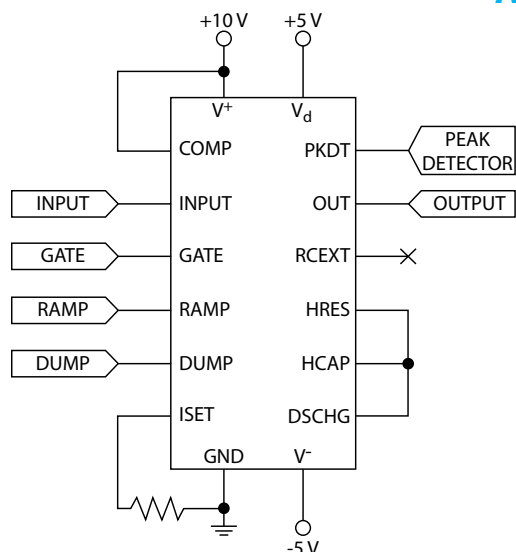 +10 V
+5 V
V+
Vd
COMP
PKDT
PEAK
DETECTOR
INPUT
INPUT
OUT
OUTPUT
GATE
GATE
RCEXT
RAMP
RAMP
HRES
DUMP
DUMP
HCAP
ISET
DSCHG
GND
V-
-5 V